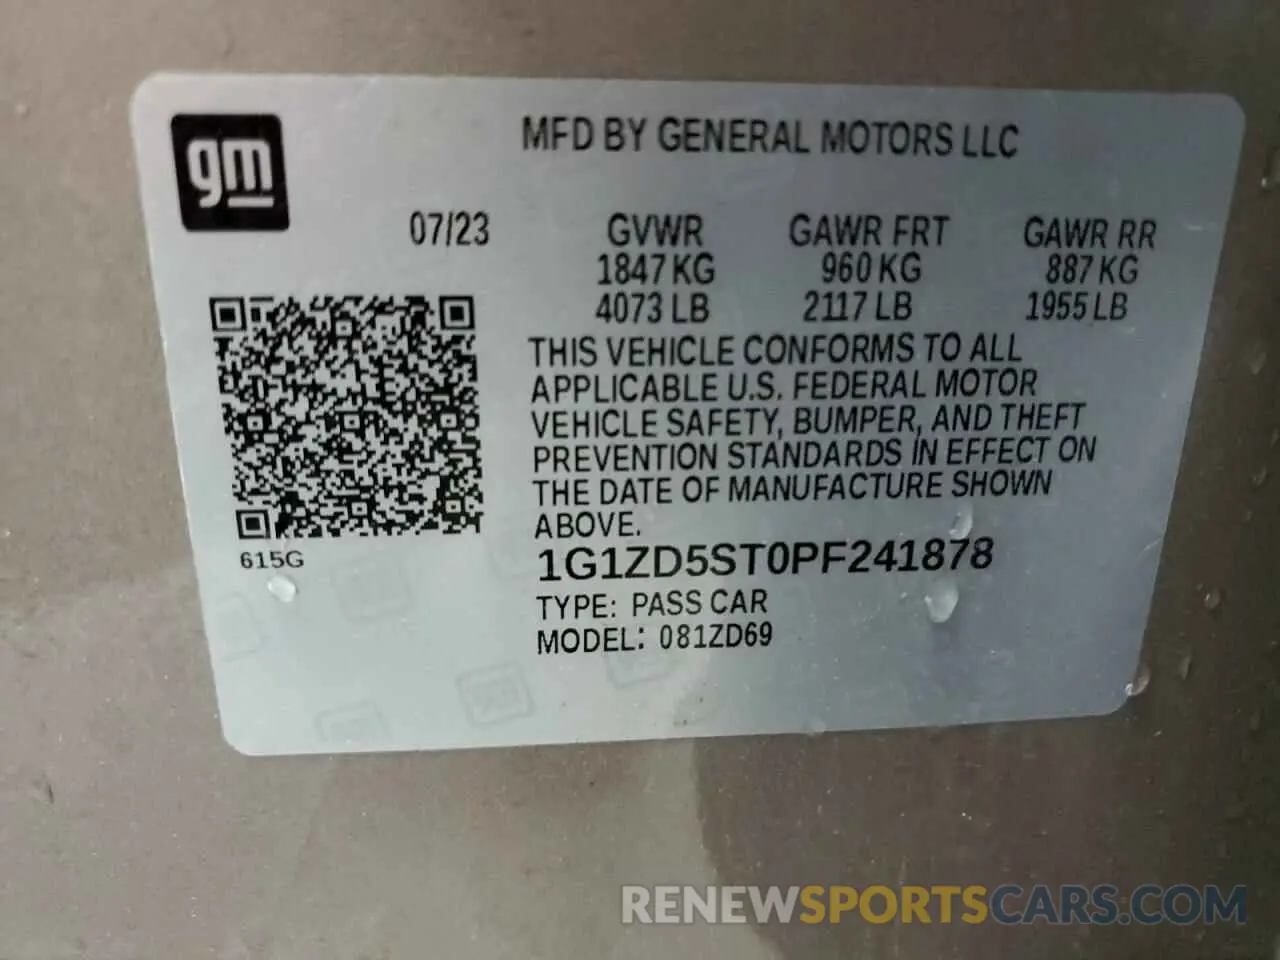 gm
MFD BY GENERAL MOTORS LLC
07/23 GVWR GAWR FRT GAWR RR
1847 KG 960 KG 887 KG
4073 LB 2117 LB 1955 LB
THIS VEHICLE CONFORMS TO ALL
APPLICABLE U.S. FEDERAL MOTOR
VEHICLE SAFETY, BUMPER, AND THEFT
PREVENTION STANDARDS IN EFFECT ON
THE DATE OF MANUFACTURE SHOWN
ABOVE.
615G
1G1ZD5ST0PF241878
TYPE: PASS CAR
MODEL: 081ZD69
RENEWSPORTSCARS.COM